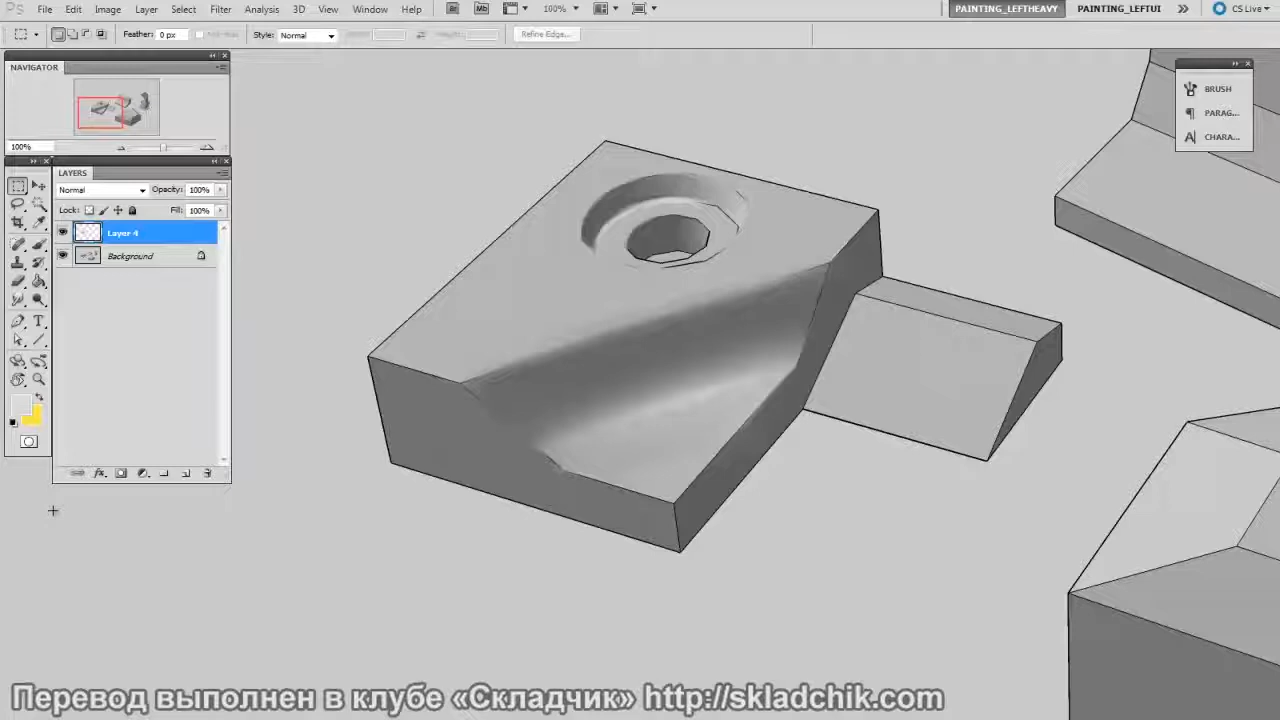 Ps File Edit Image Layer Select Filter Analysis 3D View Window Help Br Mb 100% PAINTING_LEFTHEAVY PAINTING_LEFTUI CS Live
Feather: 0 px Style: Normal Refine Edge...
NAVIGATOR
100%
LAYERS
Normal Opacity: 100%
Lock: Fill: 100%
Layer 4
Background
BRUSH
PARAG...
CHARA...
Перевод выполнен в клубе «Складчик» http://skladchik.com